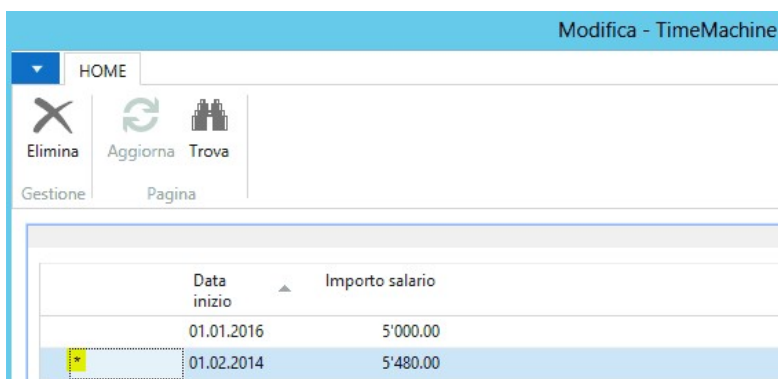 Modifica - TimeMachine
HOME
Elimina Aggiorna Trova
Gestione Pagina
Data inizio Importo salario
01.01.2016 5'000.00
* 01.02.2014 5'480.00